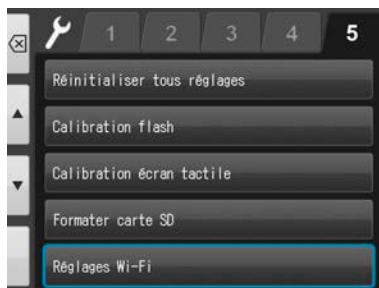 1 2 3 4 5
Réinitialiser tous réglages
Calibration flash
Calibration écran tactile
Formater carte SD
Réglages Wi-Fi